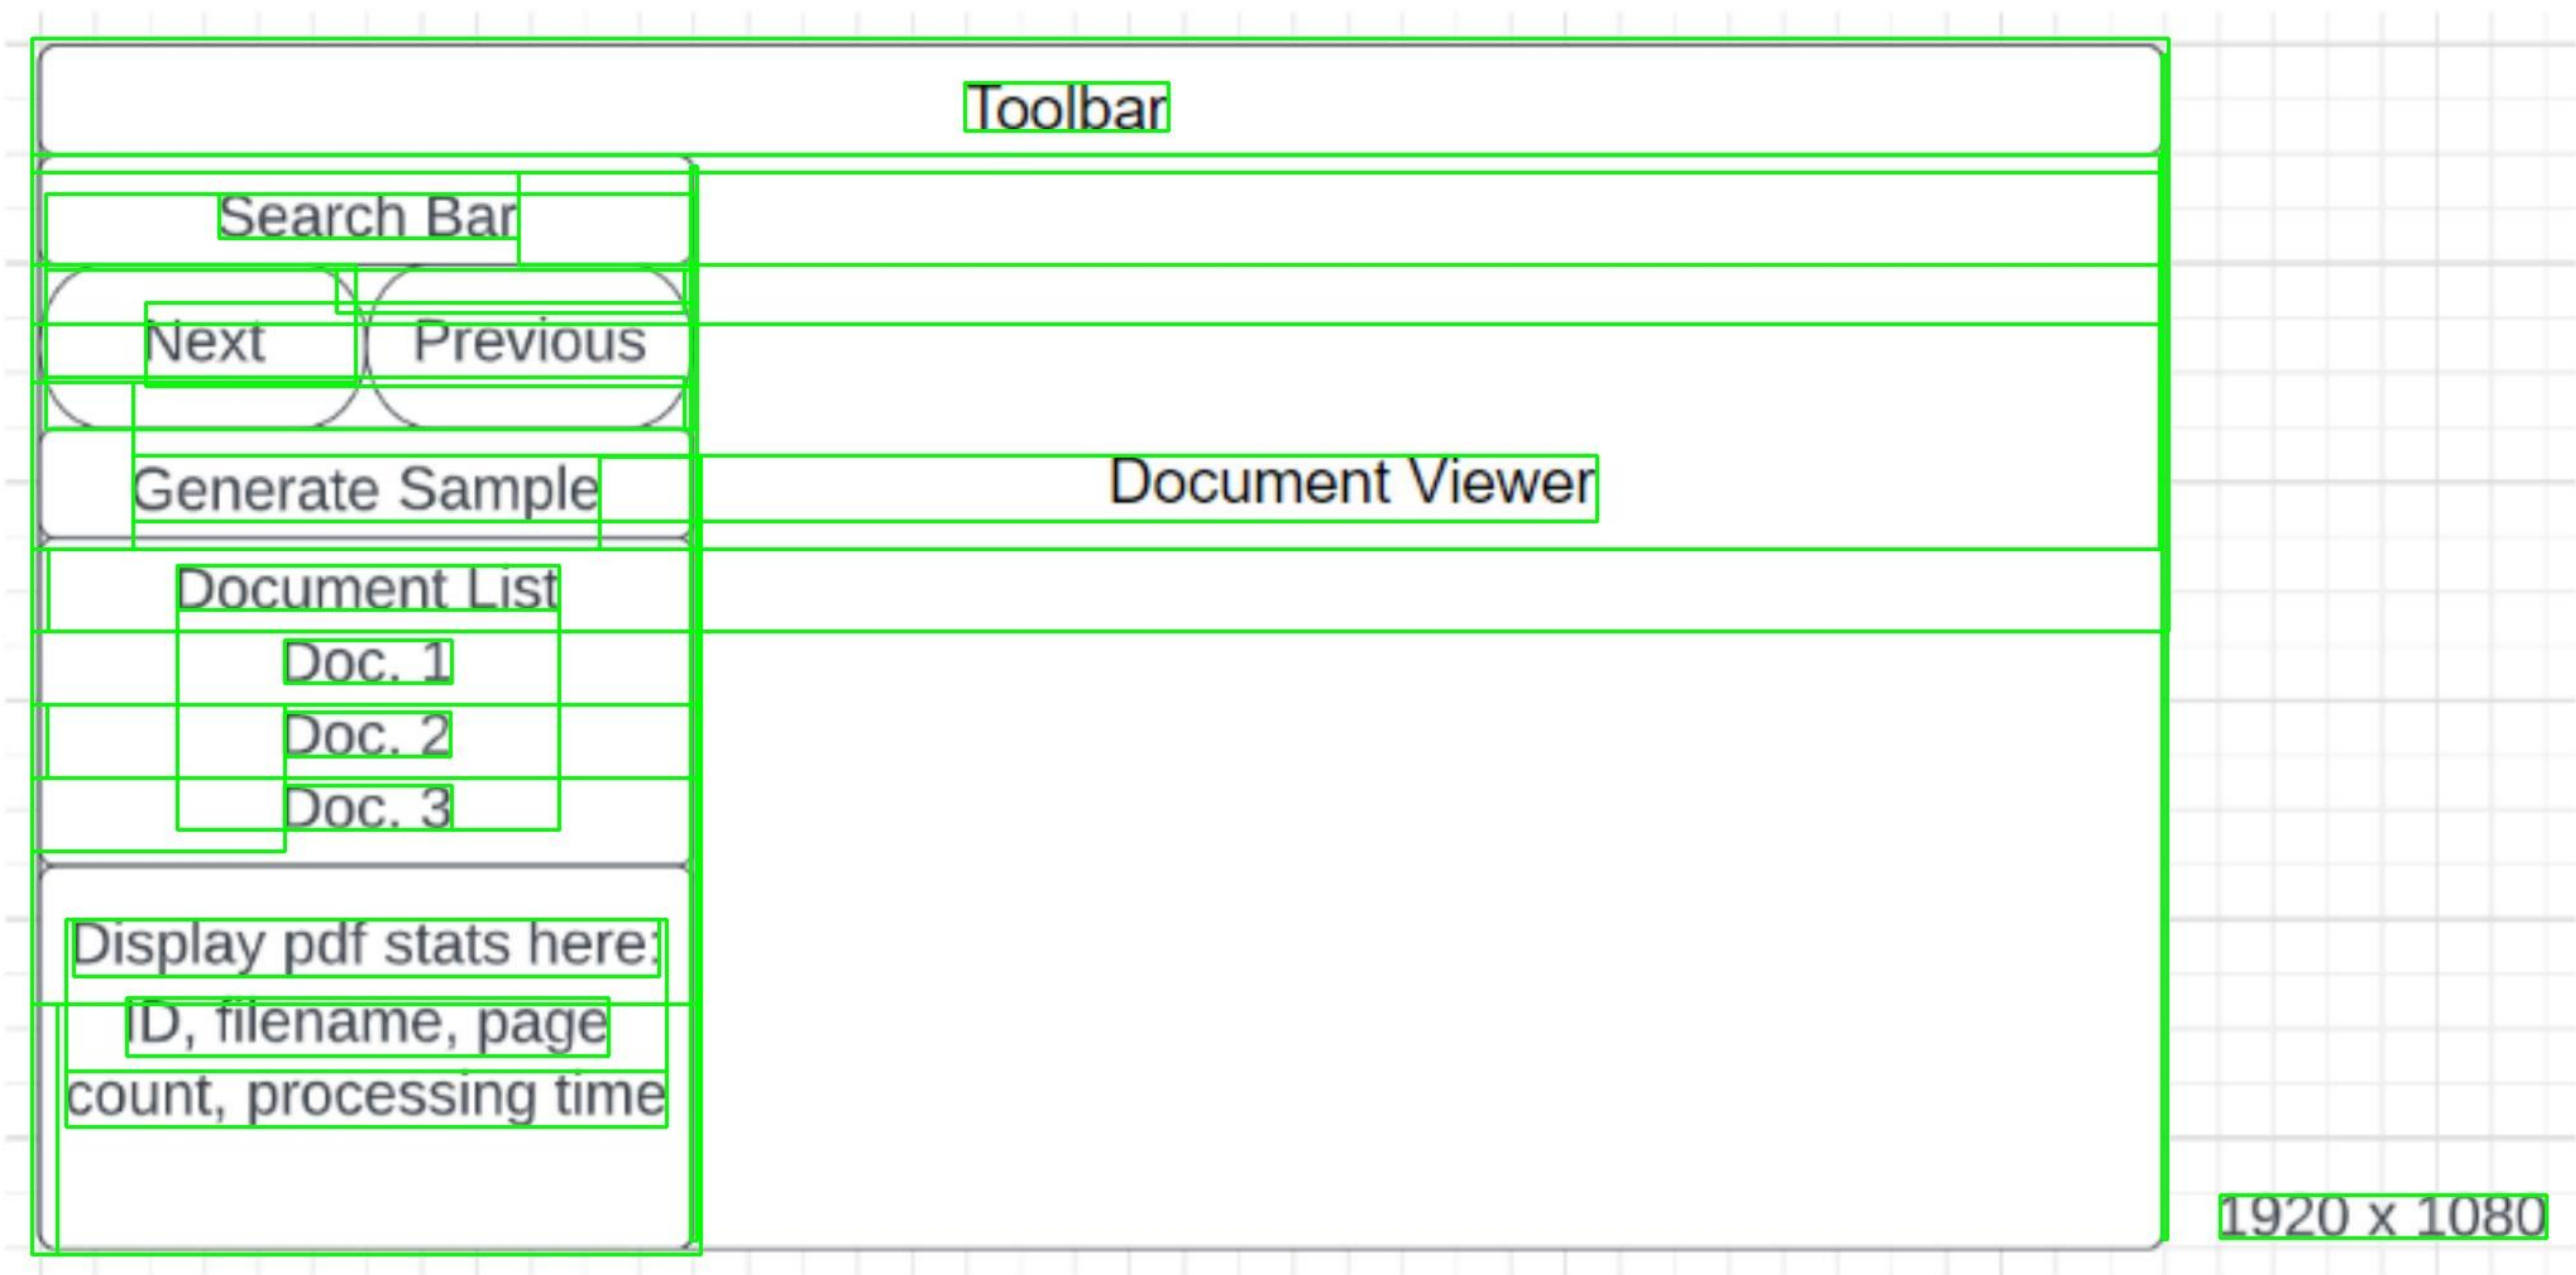 Toolbar
Search Bar
Next Previous
Generate Sample
Document Viewer
Document List
Doc. 1
Doc. 2
Doc. 3
Display pdf stats here:
ID, filename, page
count, processing time
1920 x 1080